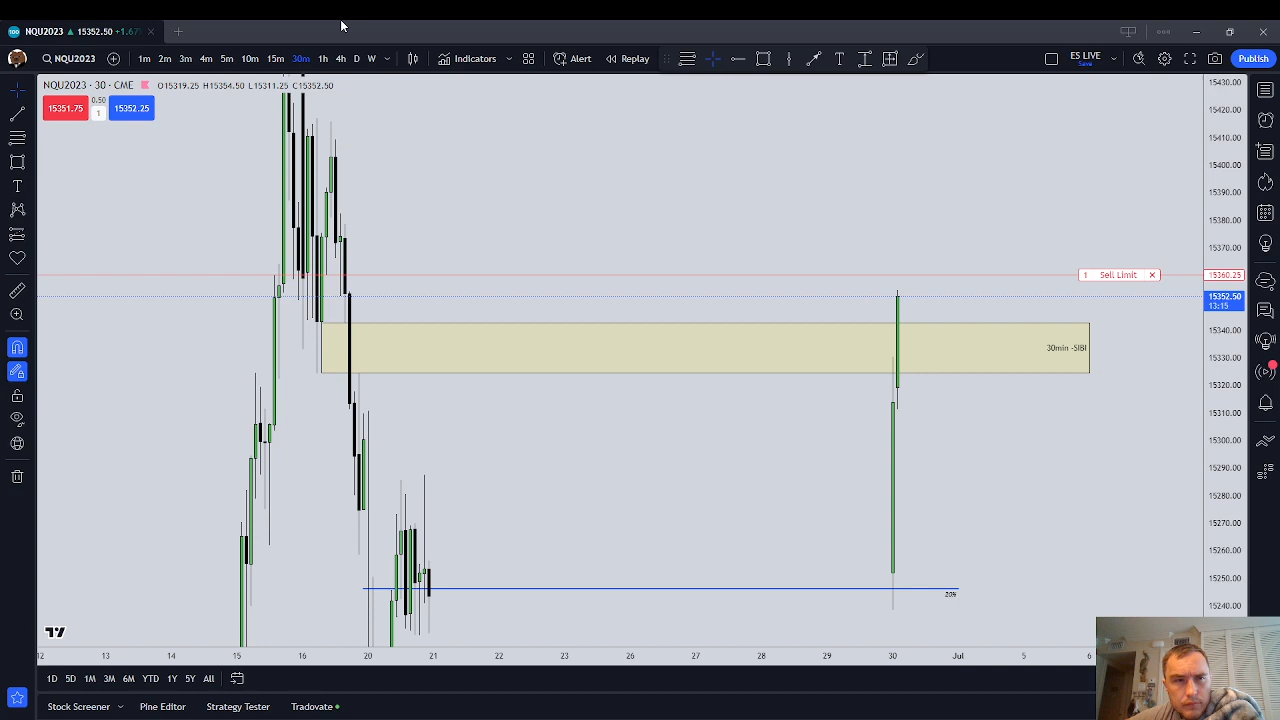 NQU2023 ▲ 15352.50 +1.67
NQU2023 1m 2m 3m 4m 5m 10m 15m 30m 1h 4h D W Indicators Alert Replay ES LIVE Save Publish
NQU2023 · 30 · CME O15319.25 H15354.50 L15311.25 C15352.50
15351.75 0.50 1 15352.25
15430.00
15420.00
15410.00
15400.00
15390.00
15380.00
15370.00
1 Sell Limit 15360.25
15352.50
13:15
15340.00
30min -SIBI
15330.00
15320.00
15310.00
15300.00
15290.00
15280.00
15270.00
15260.00
15250.00
20%
15240.00
12 13 14 15 16 20 21 22 23 26 27 28 29 30 Jul 5 6
1D 5D 1M 3M 6M YTD 1Y 5Y All
Stock Screener Pine Editor Strategy Tester Tradovate